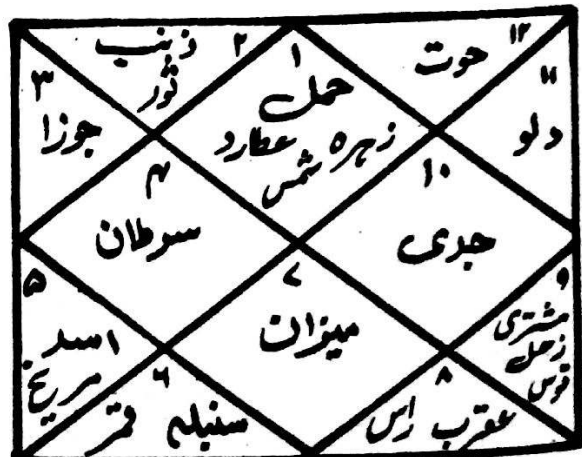 ۱
حمل
زہرہ عطارد
شمس
۲
ذنب
ثور
۳
جوزا
۴
سرطان
۵
اسد
مریخ
۶
سنبلہ قمر
۷
میزان
۸
عقرب راس
۹
مشتری
زحل
قوس
۱۰
جدی
۱۱
دلو
۱۲
حوت